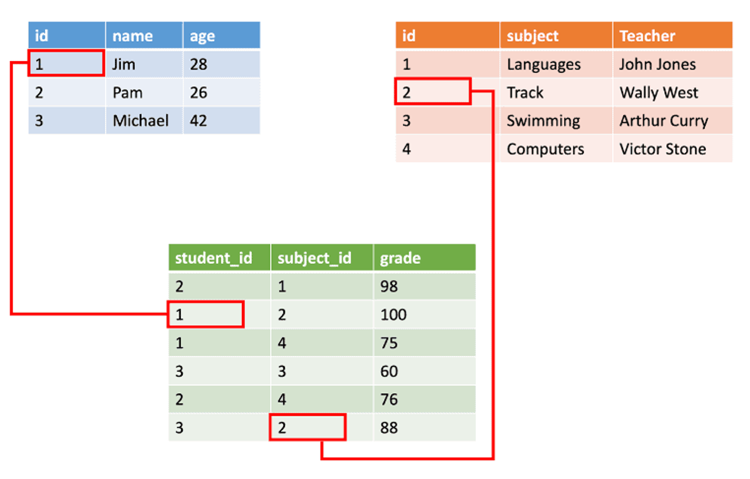 id name age
1 Jim 28
2 Pam 26
3 Michael 42
id subject Teacher
1 Languages John Jones
2 Track Wally West
3 Swimming Arthur Curry
4 Computers Victor Stone
student_id subject_id grade
2 1 98
1 2 100
1 4 75
3 3 60
2 4 76
3 2 88